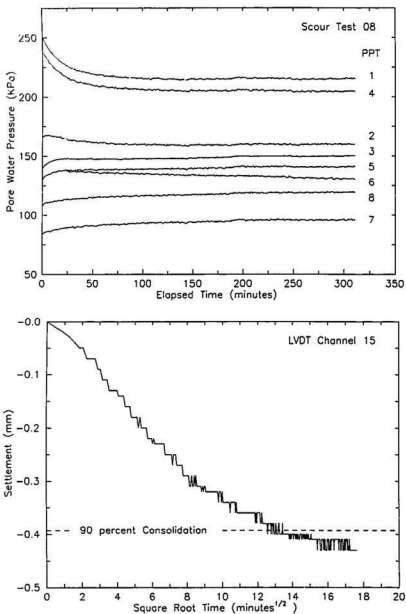 Scour Test 08
PPT
250
200
150
100
50
1
4
2
3
5
6
8
7
Pore Water Pressure (KPa)
0 50 100 150 200 250 300 350
Elapsed Time (minutes)
LVDT Channel 15
-0.0
-0.1
-0.2
-0.3
-0.4
-0.5
Settlement (mm)
90 percent Consolidation
0 2 4 6 8 10 12 14 16 18 20
Square Root Time (minutes1/2)